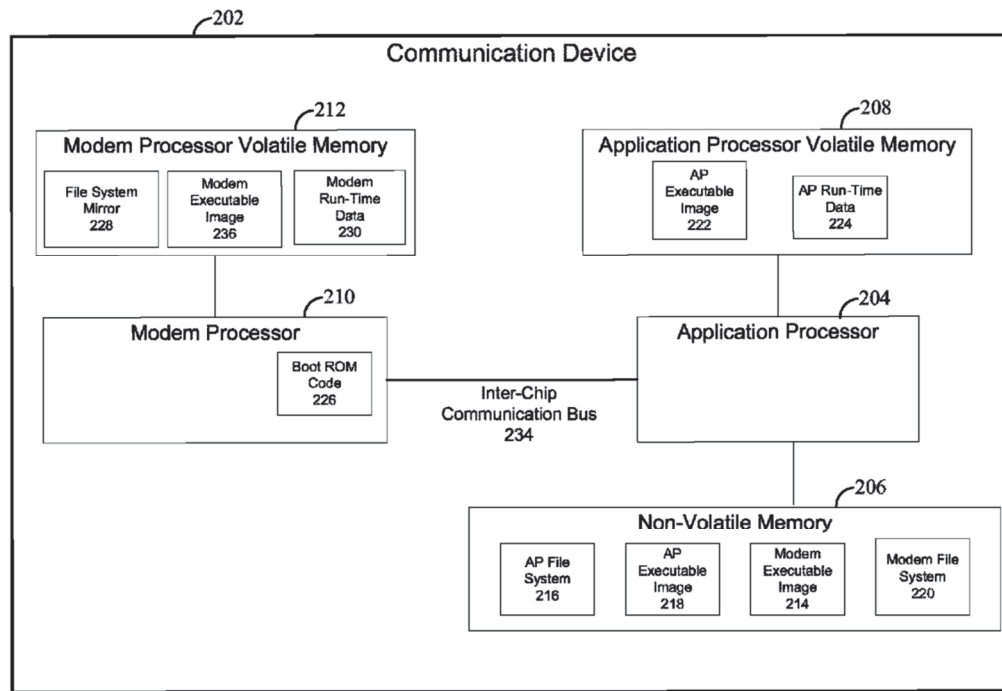 202
Communication Device
212
Modem Processor Volatile Memory
File System
Mirror
228
Modem
Executable
Image
236
Modem
Run-Time
Data
230
208
Application Processor Volatile Memory
AP
Executable
Image
222
AP Run-Time
Data
224
210
Modem Processor
Boot ROM
Code
226
Inter-Chip
Communication Bus
234
204
Application Processor
206
Non-Volatile Memory
AP File
System
216
AP
Executable
Image
218
Modem
Executable
Image
214
Modem File
System
220